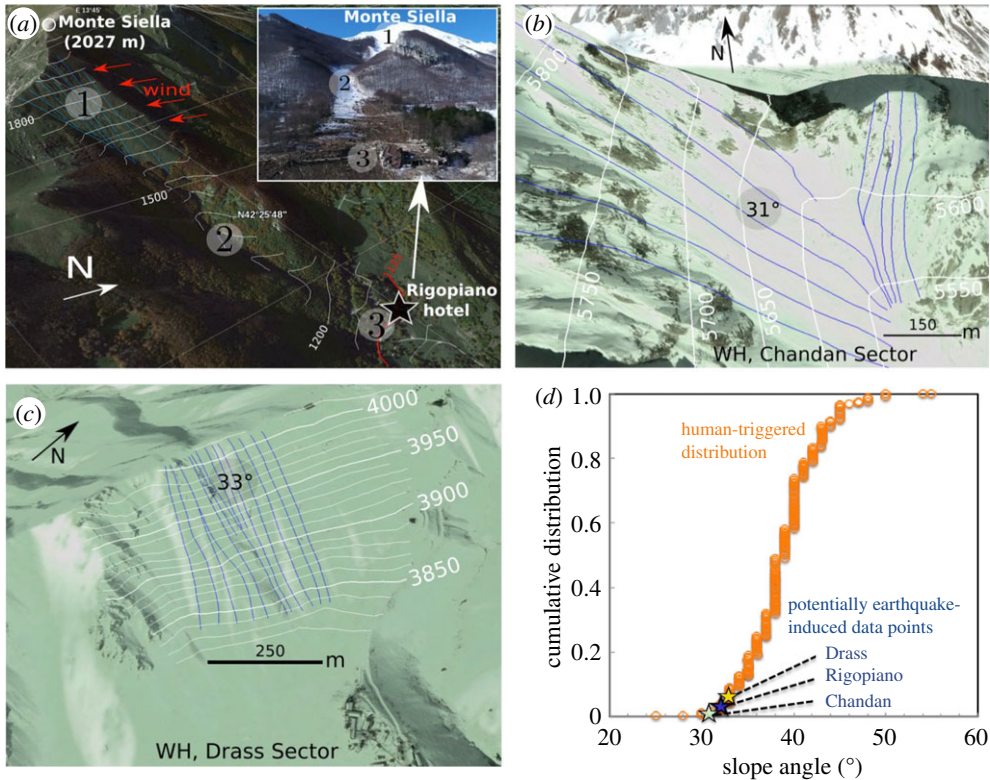 (a)
E 13°45'
Monte Siella
(2027 m)
1
wind
1800
1500
N42°25'48"
2
N
1200
3
Rigopiano
hotel
Monte Siella
1
2
3
(b)
N
5800
31°
5750
5700
5650
5600
5550
150 m
WH, Chandan Sector
(c)
N
4000
3950
33°
3900
3850
250 m
WH, Drass Sector
(d)
cumulative distribution
1.0
0.8
0.6
0.4
0.2
0
20 30 40 50 60
slope angle (°)
human-triggered
distribution
potentially earthquake-
induced data points
Drass
Rigopiano
Chandan